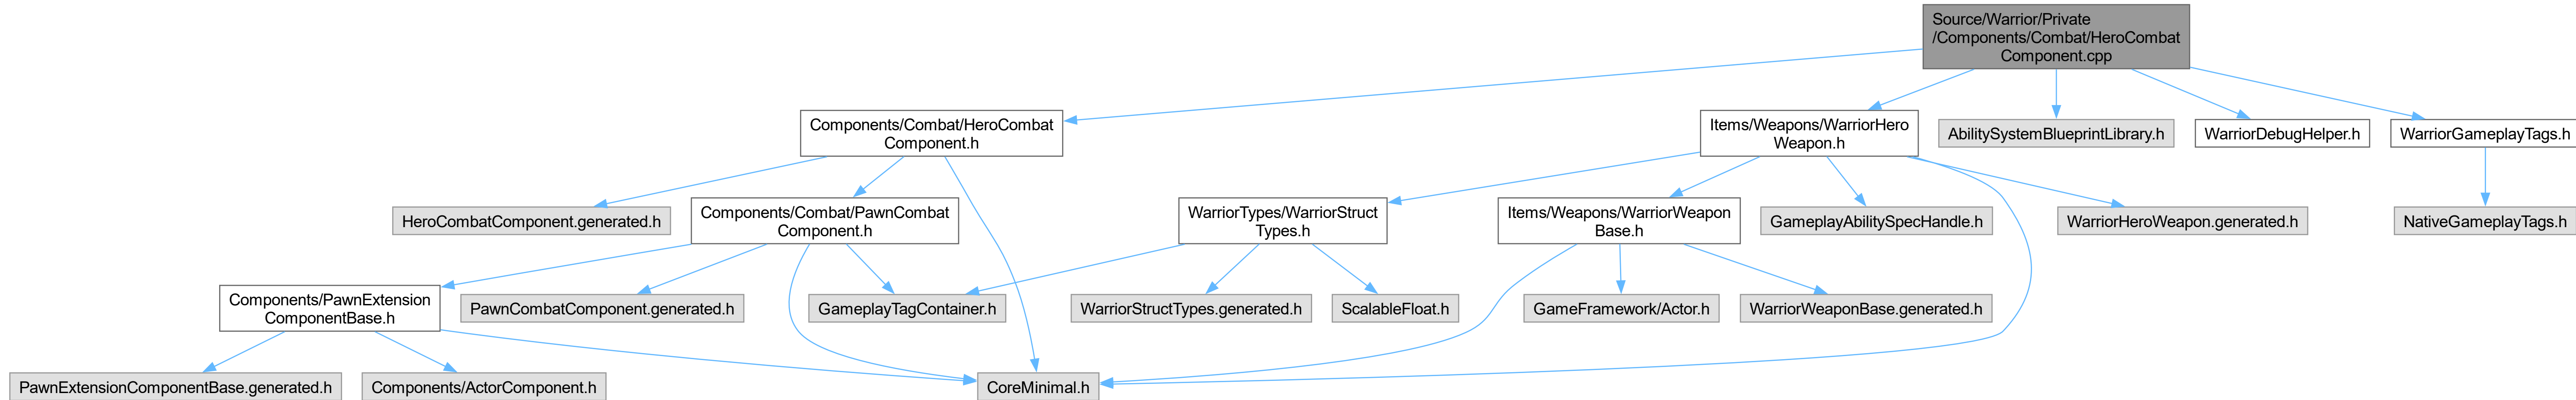 Source/Warrior/Private
/Components/Combat/HeroCombat
Component.cpp
Components/Combat/HeroCombat
Component.h
Items/Weapons/WarriorHero
Weapon.h
AbilitySystemBlueprintLibrary.h
WarriorDebugHelper.h
WarriorGameplayTags.h
HeroCombatComponent.generated.h
Components/Combat/PawnCombat
Component.h
WarriorTypes/WarriorStruct
Types.h
Items/Weapons/WarriorWeapon
Base.h
GameplayAbilitySpecHandle.h
WarriorHeroWeapon.generated.h
NativeGameplayTags.h
Components/PawnExtension
ComponentBase.h
PawnCombatComponent.generated.h
GameplayTagContainer.h
WarriorStructTypes.generated.h
ScalableFloat.h
GameFramework/Actor.h
WarriorWeaponBase.generated.h
PawnExtensionComponentBase.generated.h
Components/ActorComponent.h
CoreMinimal.h